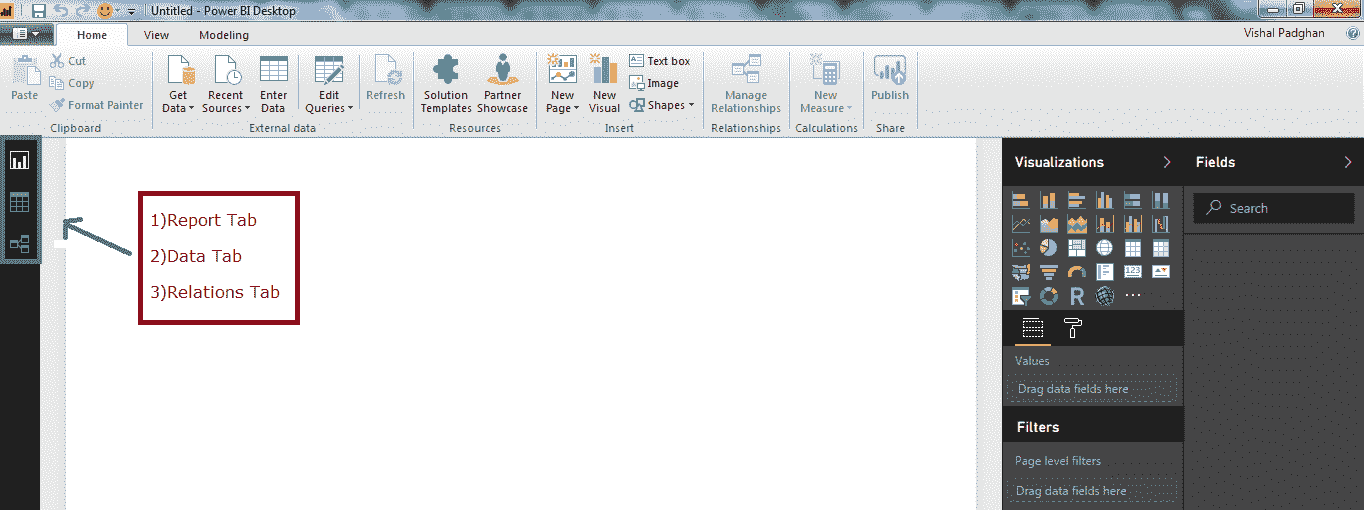 Untitled - Power BI Desktop
Home View Modeling
Vishal Padghan
Paste
Cut
Copy
Format Painter
Clipboard
Get Data
Recent Sources
Enter Data
Edit Queries
Refresh
External data
Solution Templates
Partner Showcase
Resources
New Page
New Visual
Text box
Image
Shapes
Insert
Manage Relationships
Relationships
New Measure
Calculations
Publish
Share
1)Report Tab
2)Data Tab
3)Relations Tab
Visualizations
R
123
Values
Drag data fields here
Filters
Page level filters
Drag data fields here
Fields
Search